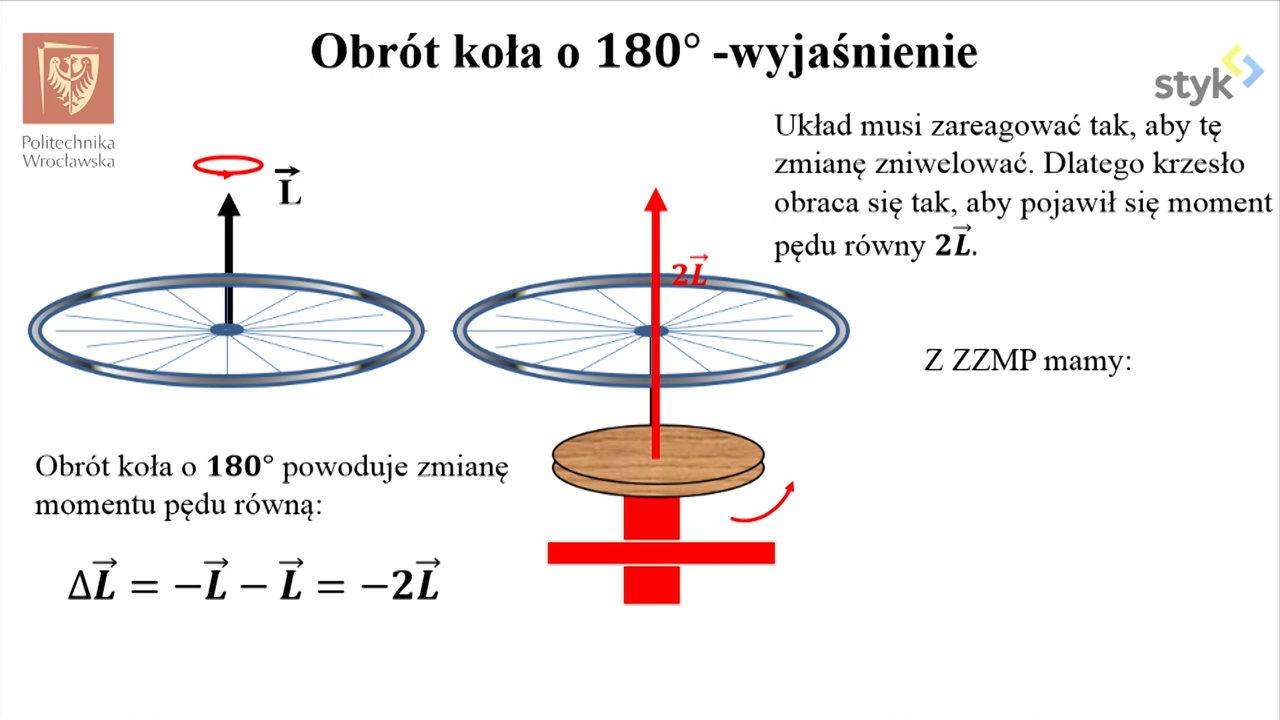 Obrót koła o 180° -wyjaśnienie
Politechnika
Wrocławska
styk
Układ musi zareagować tak, aby tę
zmianę zniwelować. Dlatego krzesło
obraca się tak, aby pojawił się moment
pędu równy 2L⃗.
L⃗
2L⃗
Z ZZMP mamy:
Obrót koła o 180° powoduje zmianę
momentu pędu równą:
ΔL⃗ = −L⃗ − L⃗ = −2L⃗